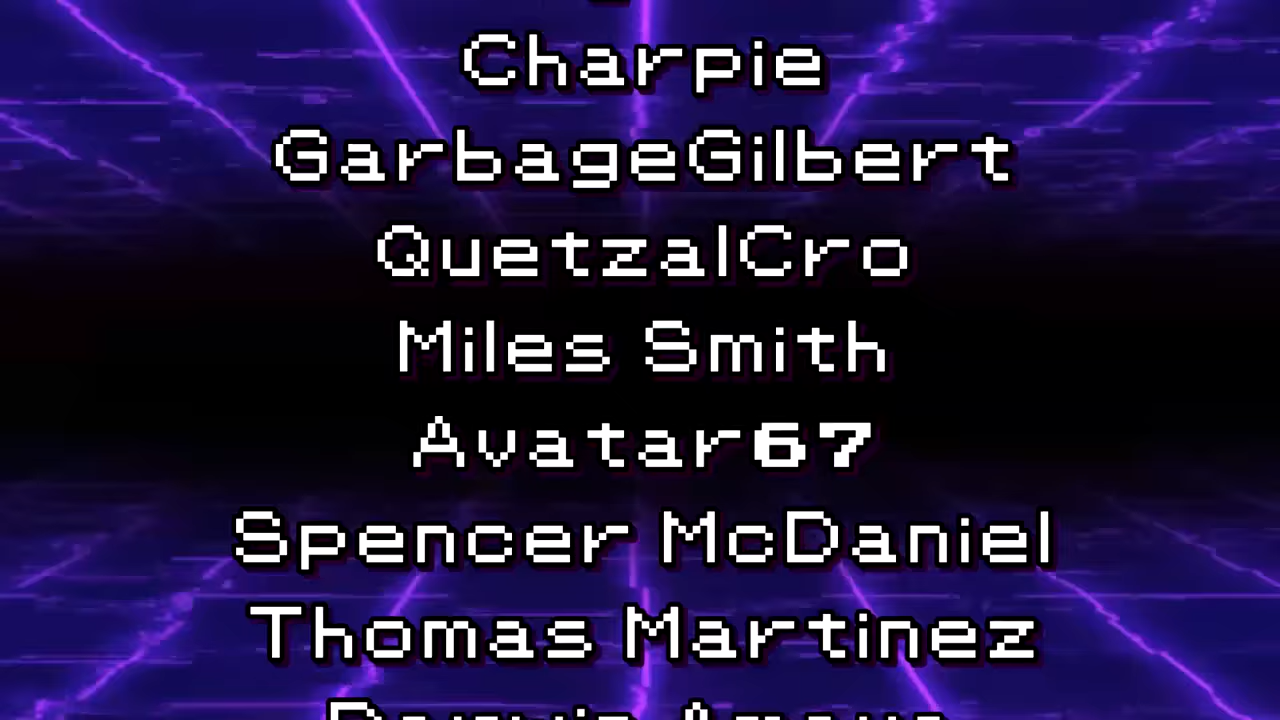 Charpie
GarbageGilbert
QuetzalCro
Miles Smith
Avatar67
Spencer McDaniel
Thomas Martinez